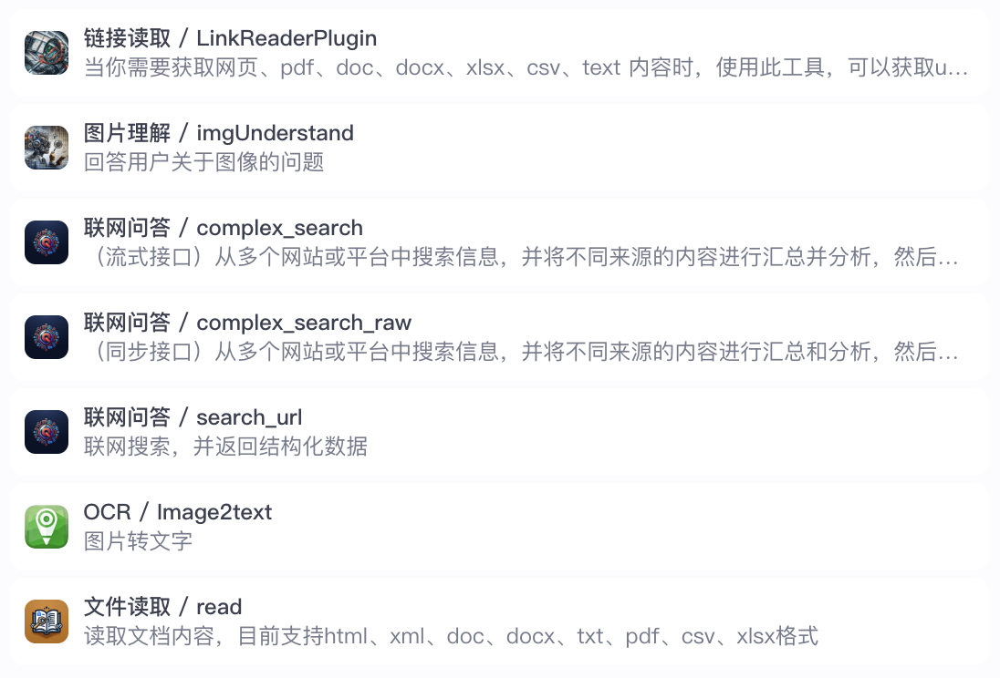 链接读取 / LinkReaderPlugin
当你需要获取网页、pdf、doc、docx、xlsx、csv、text 内容时，使用此工具，可以获取u...
图片理解 / imgUnderstand
回答用户关于图像的问题
联网问答 / complex_search
（流式接口）从多个网站或平台中搜索信息，并将不同来源的内容进行汇总并分析，然后...
联网问答 / complex_search_raw
（同步接口）从多个网站或平台中搜索信息，并将不同来源的内容进行汇总和分析，然后...
联网问答 / search_url
联网搜索，并返回结构化数据
OCR / Image2text
图片转文字
文件读取 / read
读取文档内容，目前支持html、xml、doc、docx、txt、pdf、csv、xlsx格式